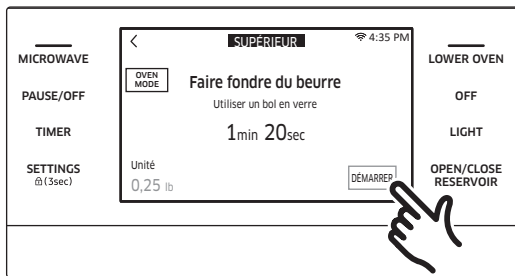 MICROWAVE
PAUSE/OFF
TIMER
SETTINGS
(3sec)
<
SUPÉRIEUR
4:35 PM
OVEN
MODE
Faire fondre du beurre
Utiliser un bol en verre
1min 20sec
Unité
0,25 lb
DÉMARRER
LOWER OVEN
OFF
LIGHT
OPEN/CLOSE
RESERVOIR